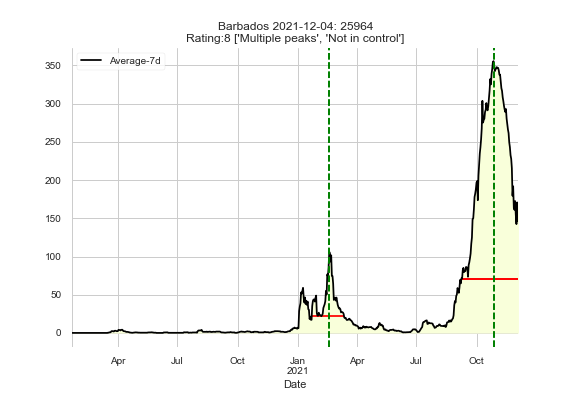 Barbados 2021-12-04: 25964
Rating:8 ['Multiple peaks', 'Not in control']
Average-7d
350
300
250
200
150
100
50
0
Apr
Jul
Oct
Jan
2021
Apr
Jul
Oct
Date